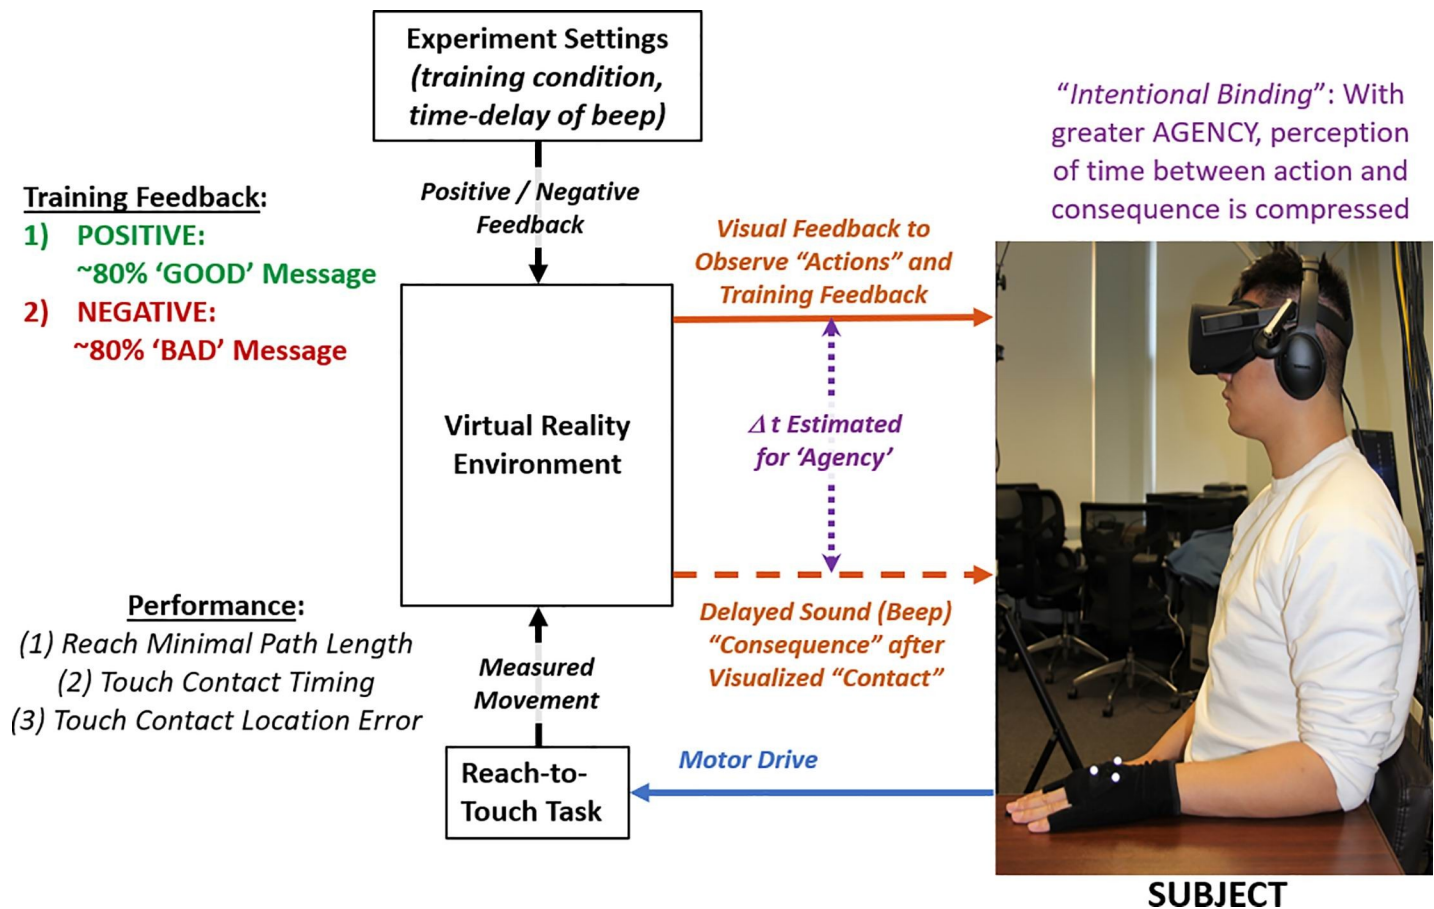 Experiment Settings
(training condition,
time-delay of beep)
Positive / Negative
Feedback
Training Feedback:
1) POSITIVE:
~80% ‘GOOD’ Message
2) NEGATIVE:
~80% ‘BAD’ Message
Virtual Reality
Environment
Visual Feedback to
Observe “Actions” and
Training Feedback
Δ t Estimated
for ‘Agency’
Delayed Sound (Beep)
“Consequence” after
Visualized “Contact”
“Intentional Binding”: With
greater AGENCY, perception
of time between action and
consequence is compressed
Performance:
(1) Reach Minimal Path Length
(2) Touch Contact Timing
(3) Touch Contact Location Error
Measured
Movement
Reach-to-
Touch Task
Motor Drive
SUBJECT